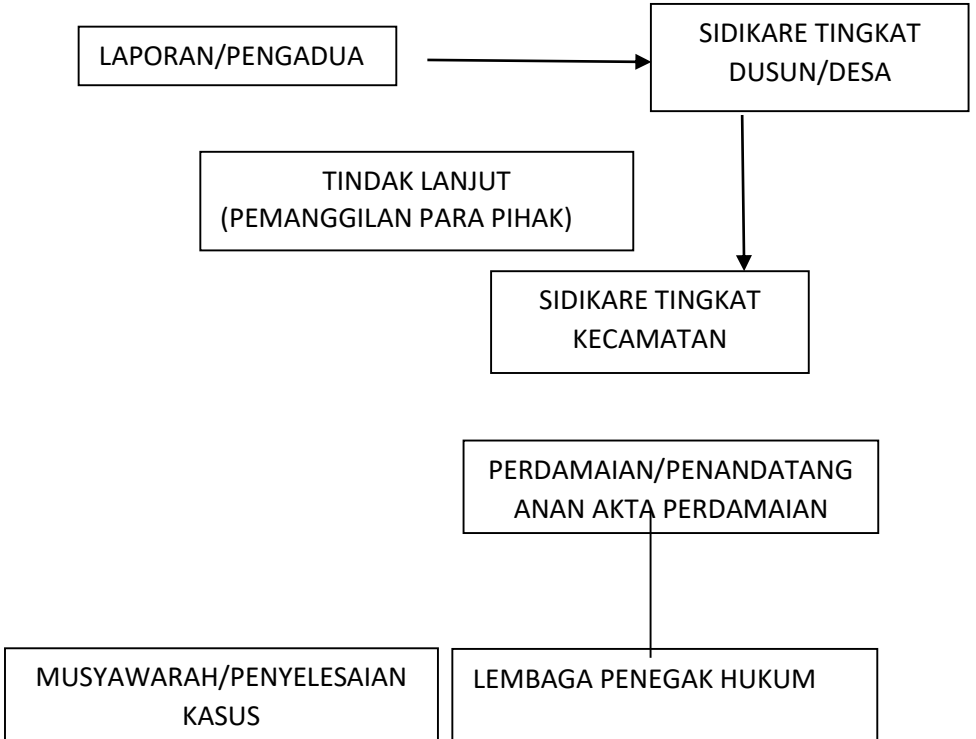 LAPORAN/PENGADUA
SIDIKARE TINGKAT
DUSUN/DESA
TINDAK LANJUT
(PEMANGGILAN PARA PIHAK)
SIDIKARE TINGKAT
KECAMATAN
PERDAMAIAN/PENANDATANG
ANAN AKTA PERDAMAIAN
MUSYAWARAH/PENYELESAIAN
KASUS
LEMBAGA PENEGAK HUKUM